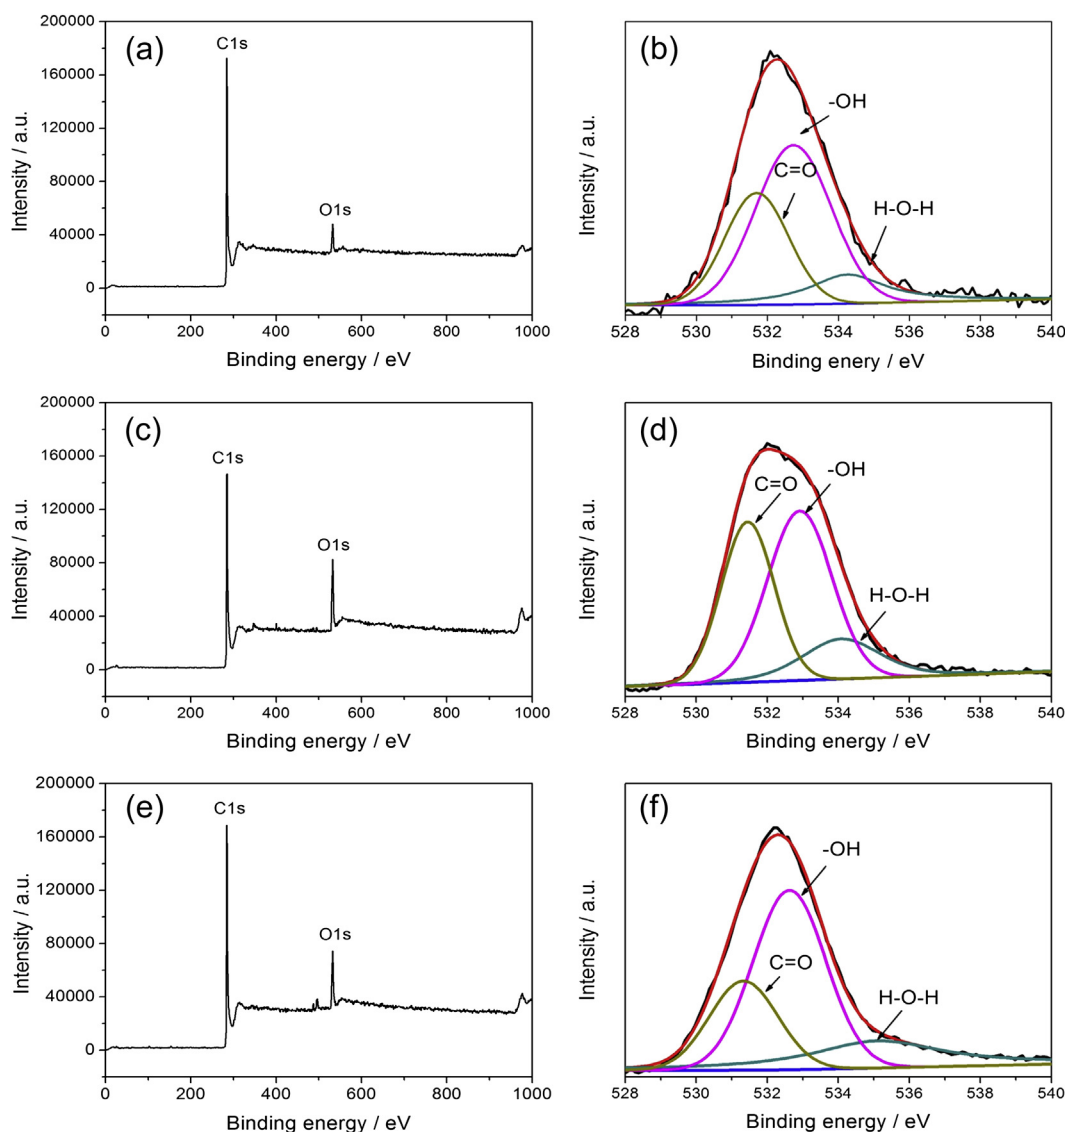 (a)
C1s
O1s
200000
160000
120000
80000
40000
0
Intensity / a.u.
0 200 400 600 800 1000
Binding energy / eV
(b)
-OH
C=O
H-O-H
Intensity / a.u.
528 530 532 534 536 538 540
Binding enery / eV
(c)
C1s
O1s
200000
160000
120000
80000
40000
0
Intensity / a.u.
0 200 400 600 800 1000
Binding energy / eV
(d)
C=O
-OH
H-O-H
Intensity / a.u.
528 530 532 534 536 538 540
Binding energy / eV
(e)
C1s
O1s
200000
160000
120000
80000
40000
0
Intensity / a.u.
0 200 400 600 800 1000
Binding energy / eV
(f)
-OH
C=O
H-O-H
Intensity / a.u.
528 530 532 534 536 538 540
Binding energy / eV